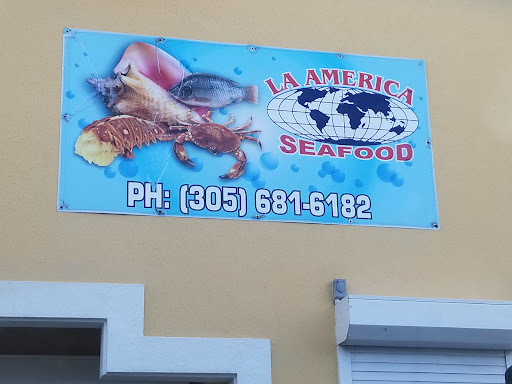 LA AMERICA
SEAFOOD
PH: (305) 681-6182